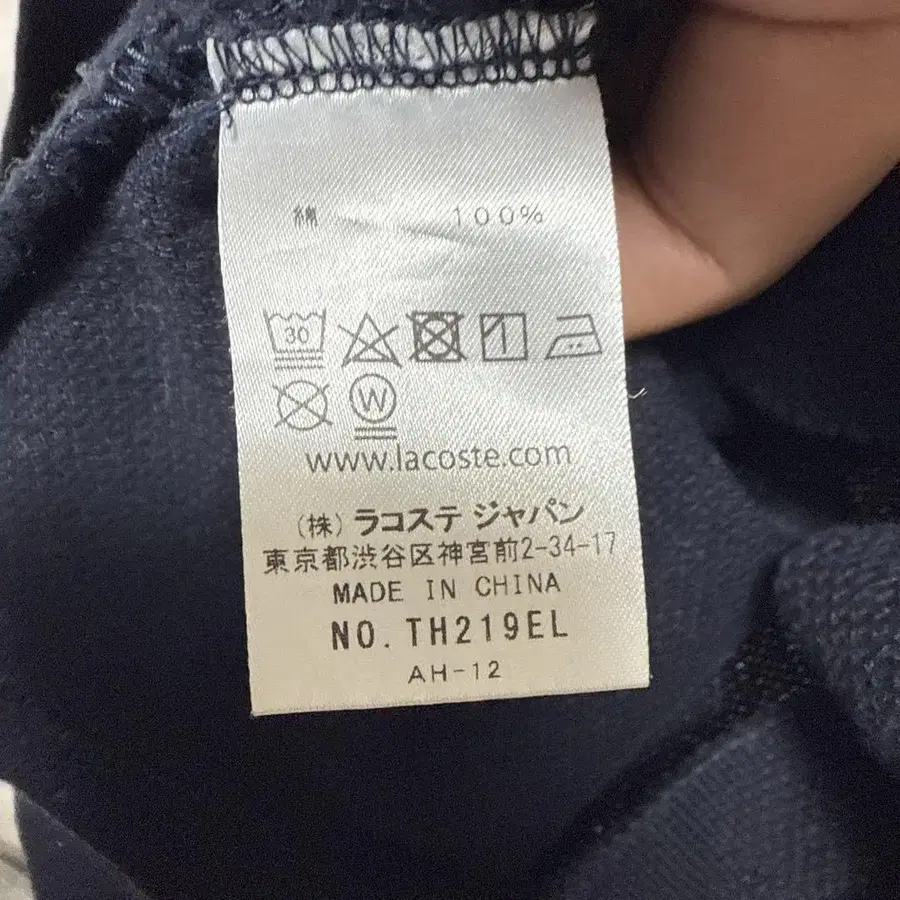 綿 100%
30
W
www.lacoste.com
(株) ラコステ ジャパン
東京都渋谷区神宮前2-34-17
MADE IN CHINA
NO. TH219EL
AH-12